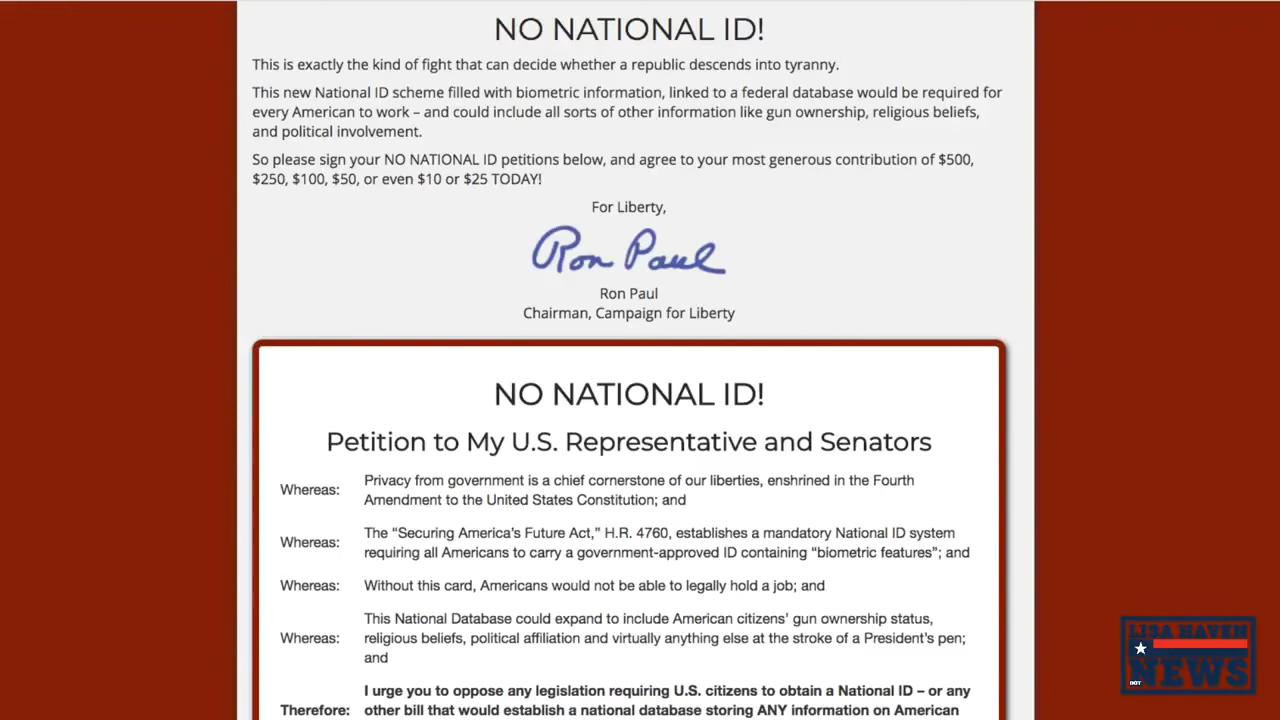 NO NATIONAL ID!
This is exactly the kind of fight that can decide whether a republic descends into tyranny.
This new National ID scheme filled with biometric information, linked to a federal database would be required for
every American to work – and could include all sorts of other information like gun ownership, religious beliefs,
and political involvement.
So please sign your NO NATIONAL ID petitions below, and agree to your most generous contribution of $500,
$250, $100, $50, or even $10 or $25 TODAY!
For Liberty,
Ron Paul
Ron Paul
Chairman, Campaign for Liberty
NO NATIONAL ID!
Petition to My U.S. Representative and Senators
Whereas: Privacy from government is a chief cornerstone of our liberties, enshrined in the Fourth
Amendment to the United States Constitution; and
Whereas: The “Securing America’s Future Act,” H.R. 4760, establishes a mandatory National ID system
requiring all Americans to carry a government-approved ID containing “biometric features”; and
Whereas: Without this card, Americans would not be able to legally hold a job; and
Whereas: This National Database could expand to include American citizens’ gun ownership status,
religious beliefs, political affiliation and virtually anything else at the stroke of a President’s pen;
and
Therefore: I urge you to oppose any legislation requiring U.S. citizens to obtain a National ID – or any
other bill that would establish a national database storing ANY information on American
LISA HAVEN
NEWS